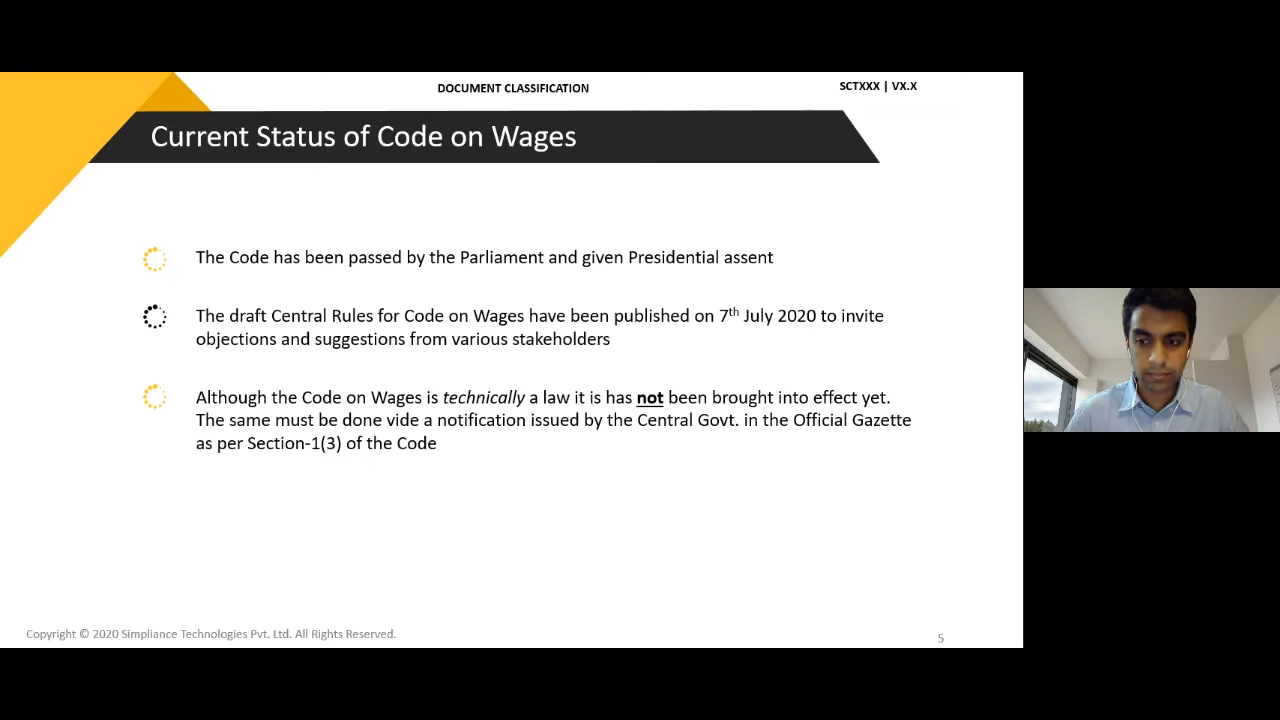 DOCUMENT CLASSIFICATION
SCTXXX | VX.X
Current Status of Code on Wages
The Code has been passed by the Parliament and given Presidential assent
The draft Central Rules for Code on Wages have been published on 7th July 2020 to invite
objections and suggestions from various stakeholders
Although the Code on Wages is technically a law it is has not been brought into effect yet.
The same must be done vide a notification issued by the Central Govt. in the Official Gazette
as per Section-1(3) of the Code
Copyright © 2020 Simpliance Technologies Pvt. Ltd. All Rights Reserved.
5